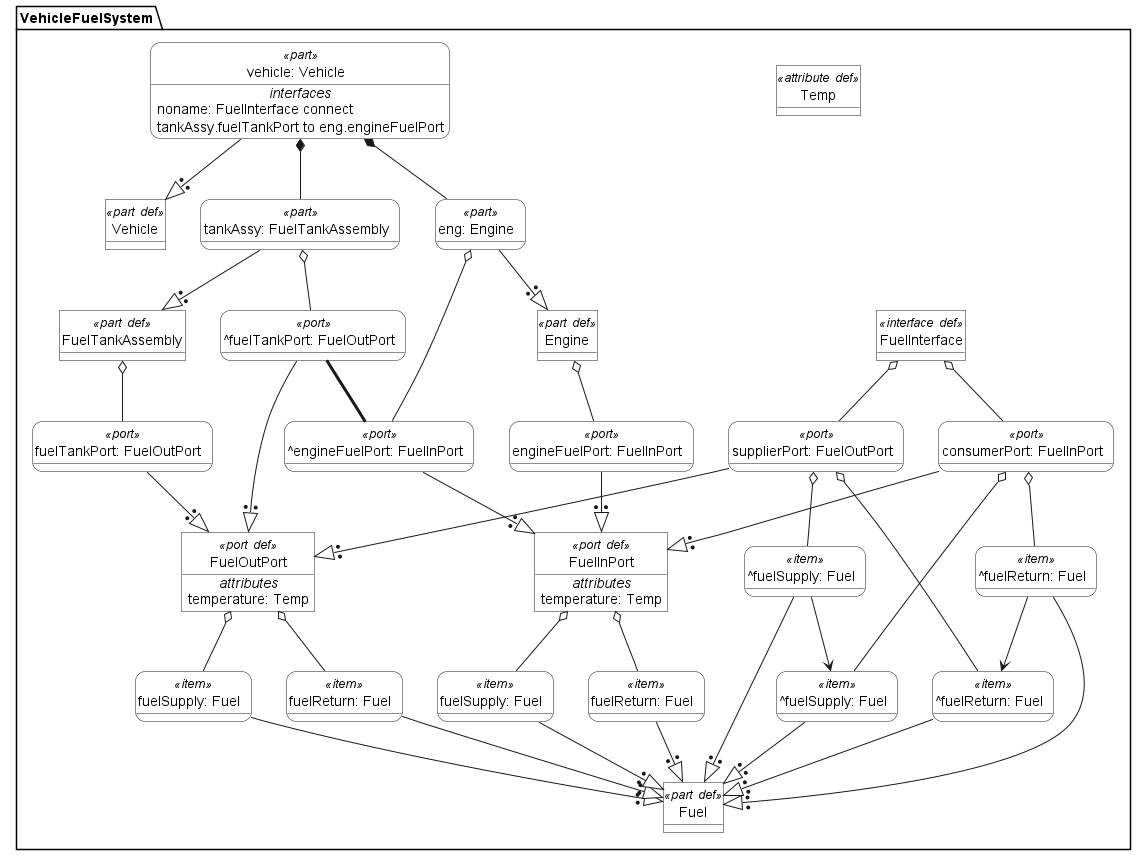 VehicleFuelSystem
«part»
vehicle: Vehicle
interfaces
noname: FuelInterface connect
tankAssy.fuelTankPort to eng.engineFuelPort
«attribute def»
Temp
«part def»
Vehicle
«part»
tankAssy: FuelTankAssembly
«part»
eng: Engine
«part def»
FuelTankAssembly
«port»
^fuelTankPort: FuelOutPort
«part def»
Engine
«interface def»
FuelInterface
«port»
fuelTankPort: FuelOutPort
«port»
^engineFuelPort: FuelInPort
«port»
engineFuelPort: FuelInPort
«port»
supplierPort: FuelOutPort
«port»
consumerPort: FuelInPort
«port def»
FuelOutPort
attributes
temperature: Temp
«port def»
FuelInPort
attributes
temperature: Temp
«item»
^fuelSupply: Fuel
«item»
^fuelReturn: Fuel
«item»
fuelSupply: Fuel
«item»
fuelReturn: Fuel
«item»
fuelSupply: Fuel
«item»
fuelReturn: Fuel
«item»
^fuelSupply: Fuel
«item»
^fuelReturn: Fuel
«part def»
Fuel